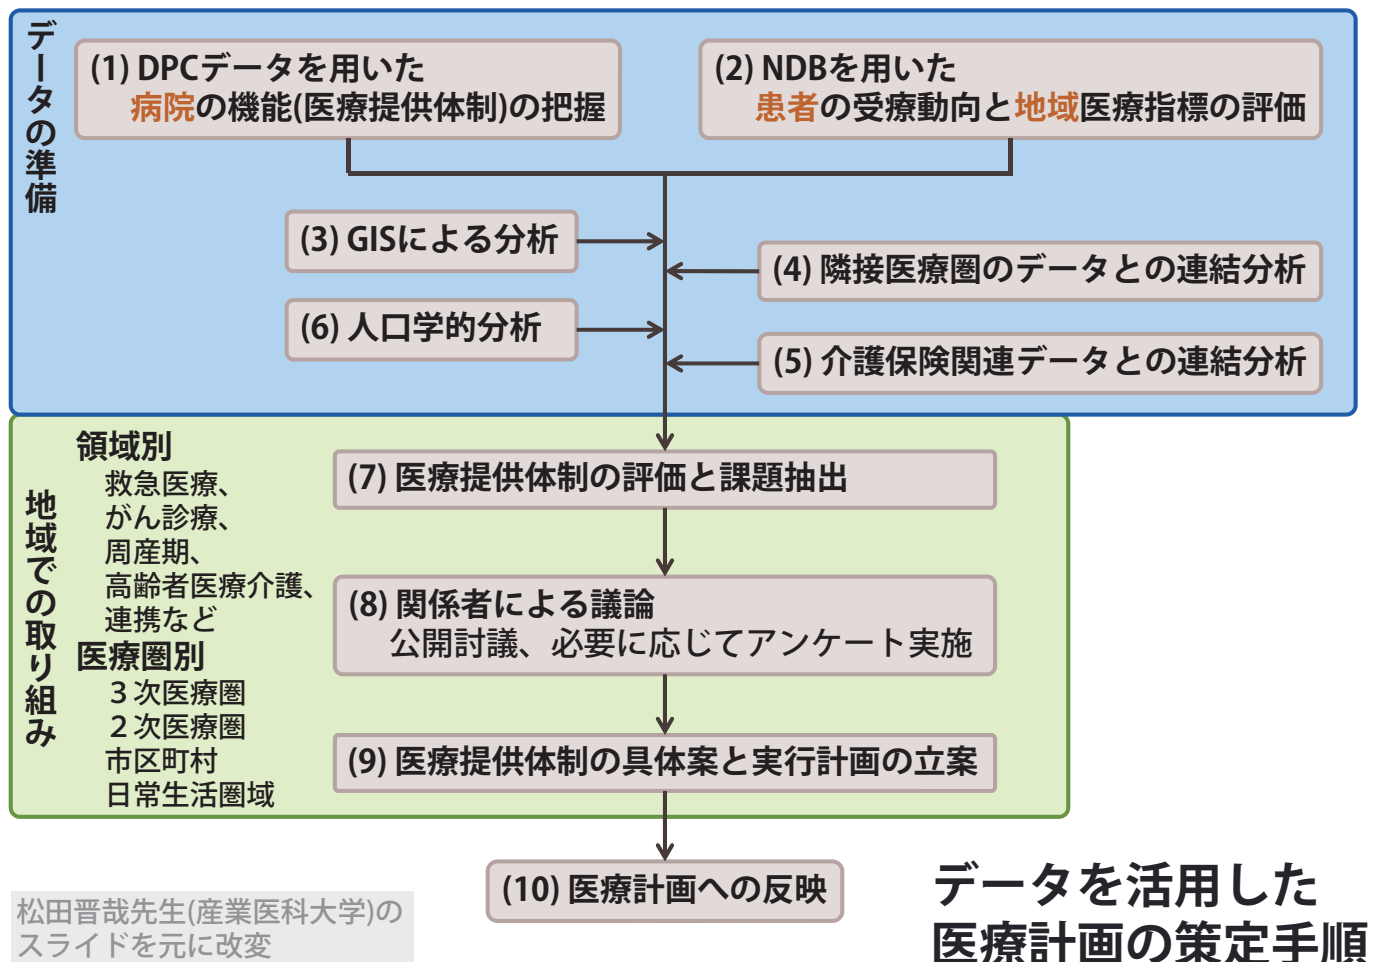 データの準備
(1) DPCデータを用いた
病院の機能(医療提供体制)の把握
(2) NDBを用いた
患者の受療動向と地域医療指標の評価
(3) GISによる分析
(4) 隣接医療圏のデータとの連結分析
(6) 人口学的分析
(5) 介護保険関連データとの連結分析
地域での取り組み
領域別
救急医療、
がん診療、
周産期、
高齢者医療介護、
連携など
医療圏別
３次医療圏
２次医療圏
市区町村
日常生活圏域
(7) 医療提供体制の評価と課題抽出
(8) 関係者による議論
公開討議、必要に応じてアンケート実施
(9) 医療提供体制の具体案と実行計画の立案
(10) 医療計画への反映
松田晋哉先生(産業医科大学)の
スライドを元に改変
データを活用した
医療計画の策定手順